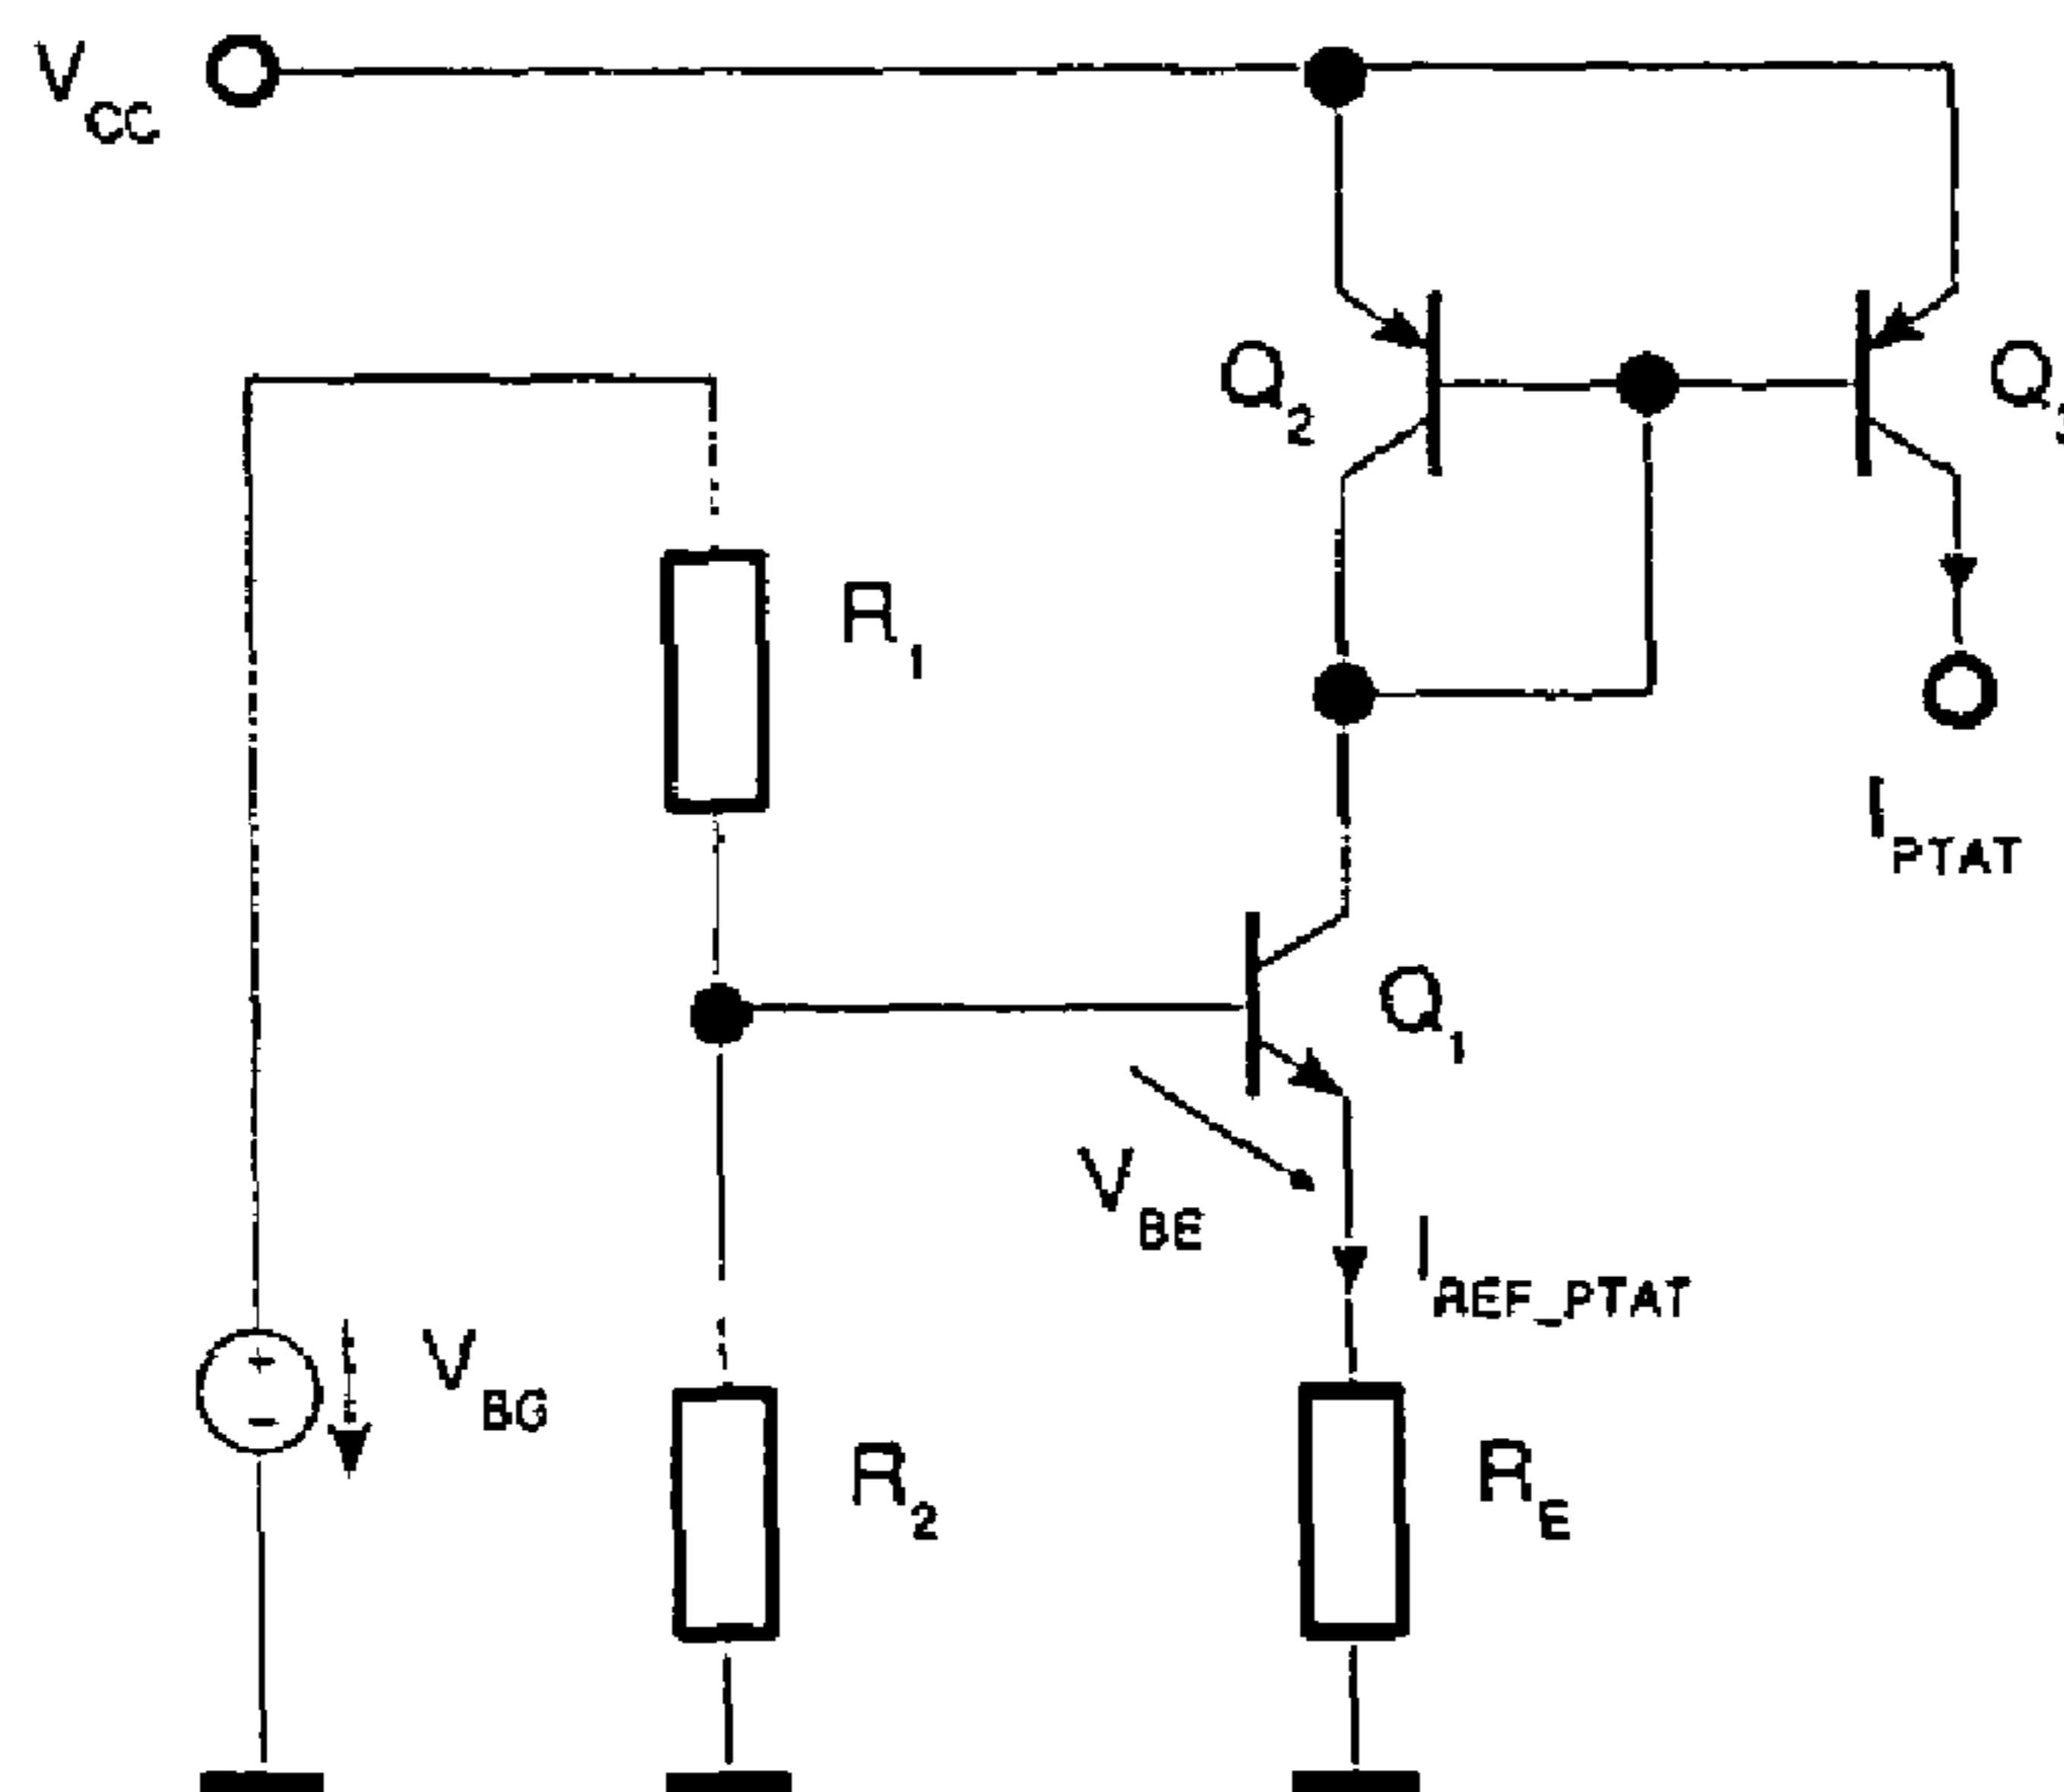 VCC
Q2
Q3
R1
IPTAT
Q1
VBE
IREF_PTAT
VBG
R2
RE